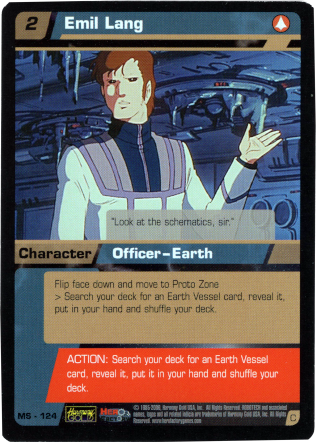 2
Emil Lang
"Look at the schematics, sir."
Character
Officer-Earth
Flip face down and move to Proto Zone
> Search your deck for an Earth Vessel card, reveal it,
put in your hand and shuffle your deck.
ACTION: Search your deck for an Earth Vessel
card, reveal it, put it in your hand and shuffle your
deck.
MS - 124
Harmony
GOLD
C